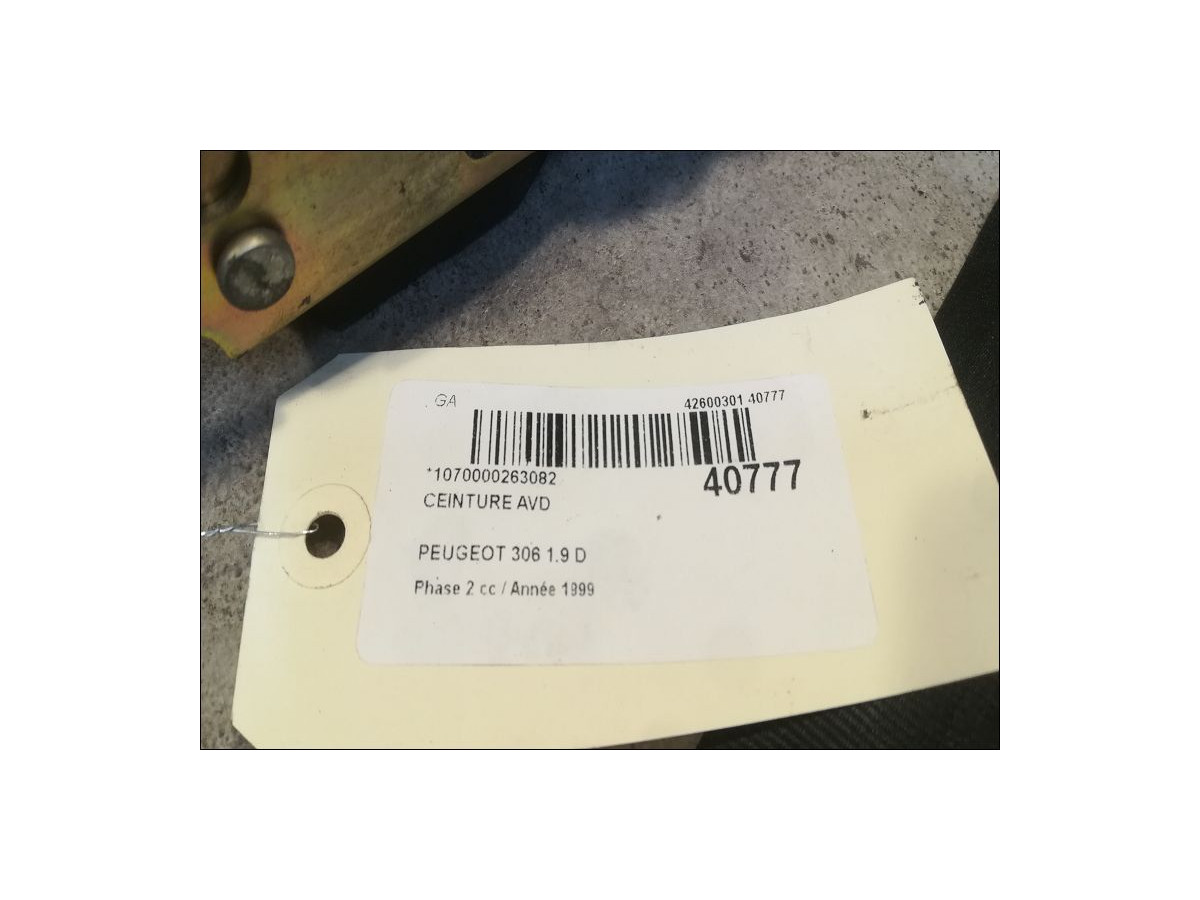 GA
42600301 40777
*1070000263082
40777
CEINTURE AVD
PEUGEOT 306 1.9 D
Phase 2 cc / Année 1999